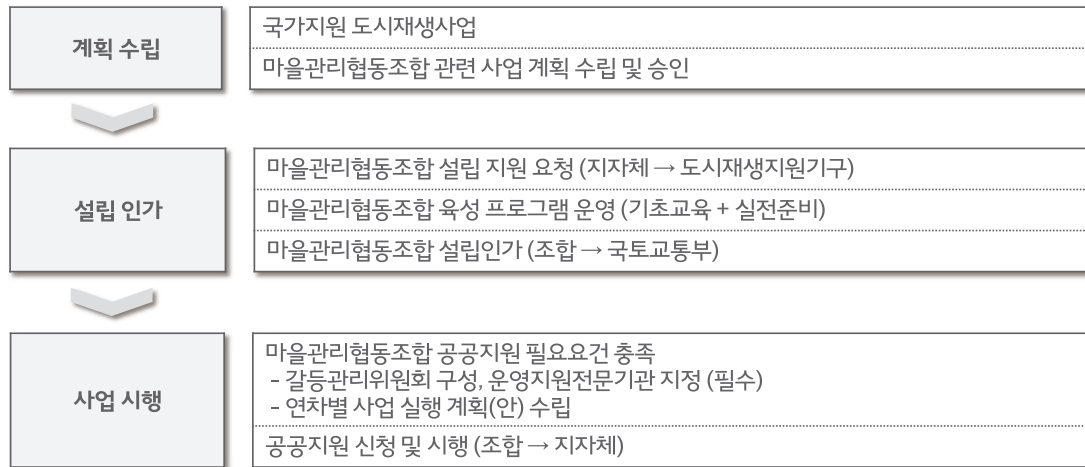 계획 수립
국가지원 도시재생사업
마을관리협동조합 관련 사업 계획 수립 및 승인
설립 인가
마을관리협동조합 설립 지원 요청 (지자체 → 도시재생지원기구)
마을관리협동조합 육성 프로그램 운영 (기초교육 + 실전준비)
마을관리협동조합 설립인가 (조합 → 국토교통부)
사업 시행
마을관리협동조합 공공지원 필요요건 충족
- 갈등관리위원회 구성, 운영지원전문기관 지정 (필수)
- 연차별 사업 실행 계획(안) 수립
공공지원 신청 및 시행 (조합 → 지자체)